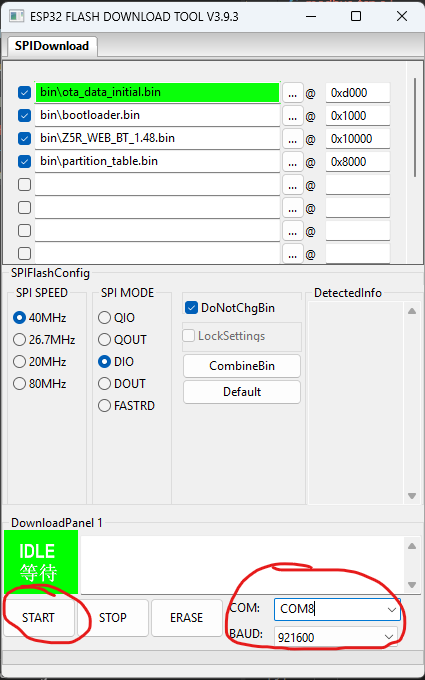 ESP32 FLASH DOWNLOAD TOOL V3.9.3
SPIDownload
bin\ota_data_initial.bin ... @ 0xd000
bin\bootloader.bin ... @ 0x1000
bin\Z5R_WEB_BT_1.48.bin ... @ 0x10000
bin\partition_table.bin ... @ 0x8000
... @
... @
... @
... @
SPIFlashConfig
SPI SPEED
40MHz
26.7MHz
20MHz
80MHz
SPI MODE
QIO
QOUT
DIO
DOUT
FASTRD
DoNotChgBin
LockSettings
CombineBin
Default
DetectedInfo
DownloadPanel 1
IDLE
等待
START STOP ERASE
COM: COM8
BAUD: 921600